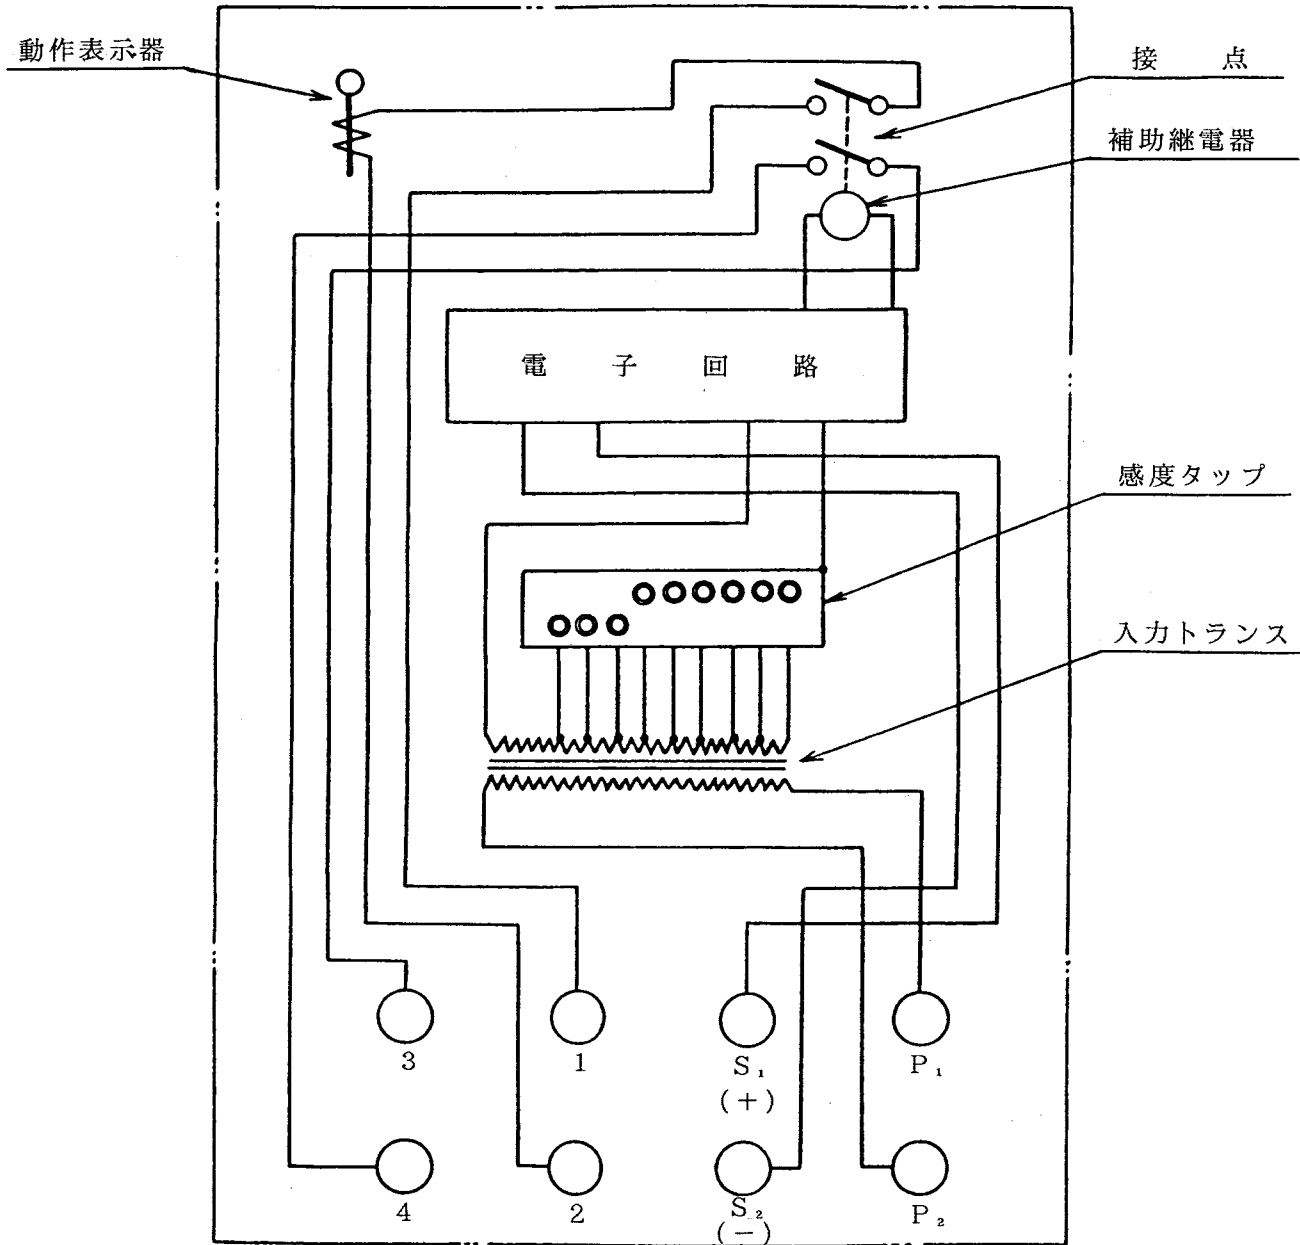 動作表示器
接 点
補助継電器
電子回路
感度タップ
入力トランス
3
1
S₁
(+)
P₁
4
2
S₂
(−)
P₂